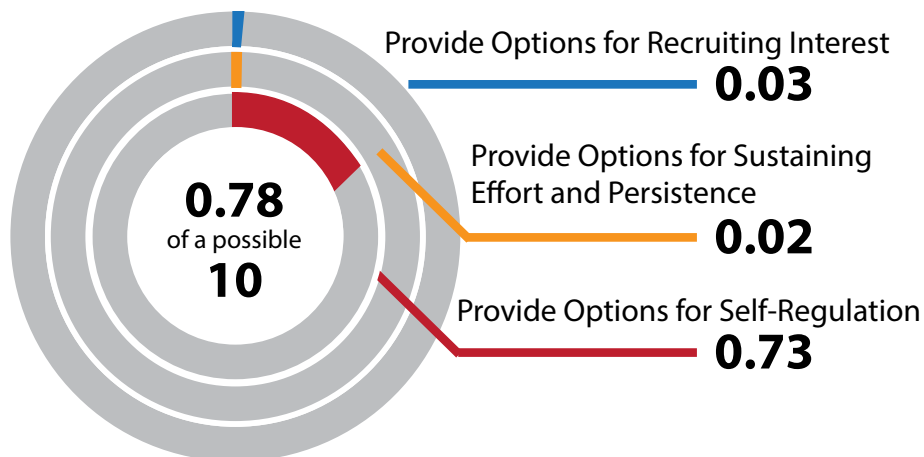 Provide Options for Recruiting Interest
0.03
Provide Options for Sustaining
Effort and Persistence
0.02
Provide Options for Self-Regulation
0.73
0.78
of a possible
10